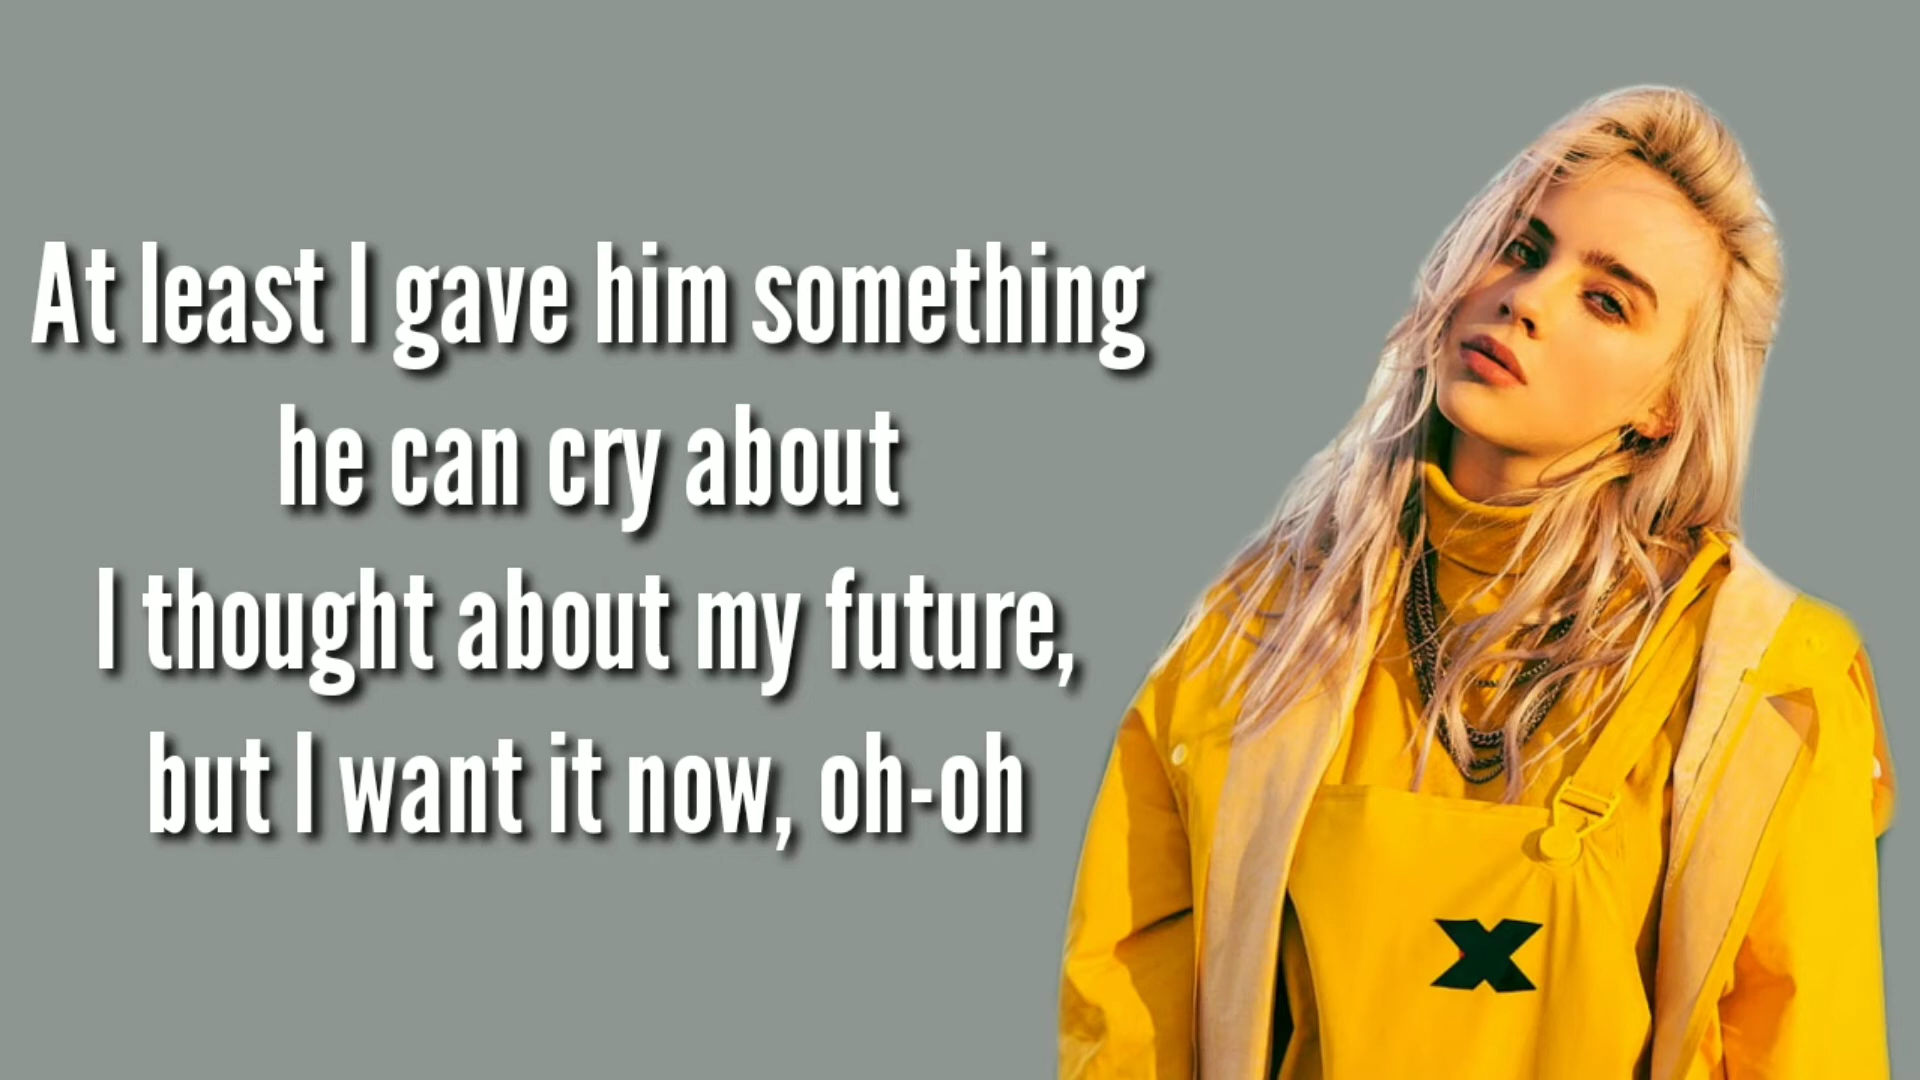 At least I gave him something
he can cry about
I thought about my future,
but I want it now, oh-oh
X